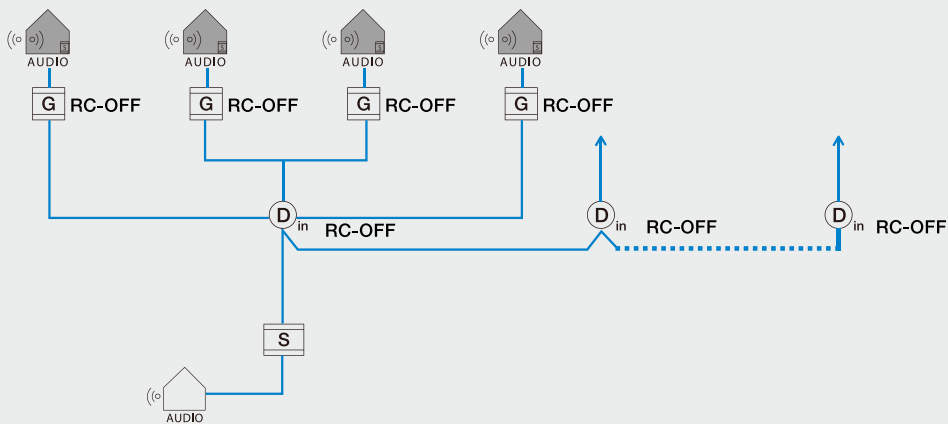 S S S S
AUDIO AUDIO AUDIO AUDIO
G RC-OFF G RC-OFF G RC-OFF G RC-OFF
D in RC-OFF D in RC-OFF D in RC-OFF
S
AUDIO